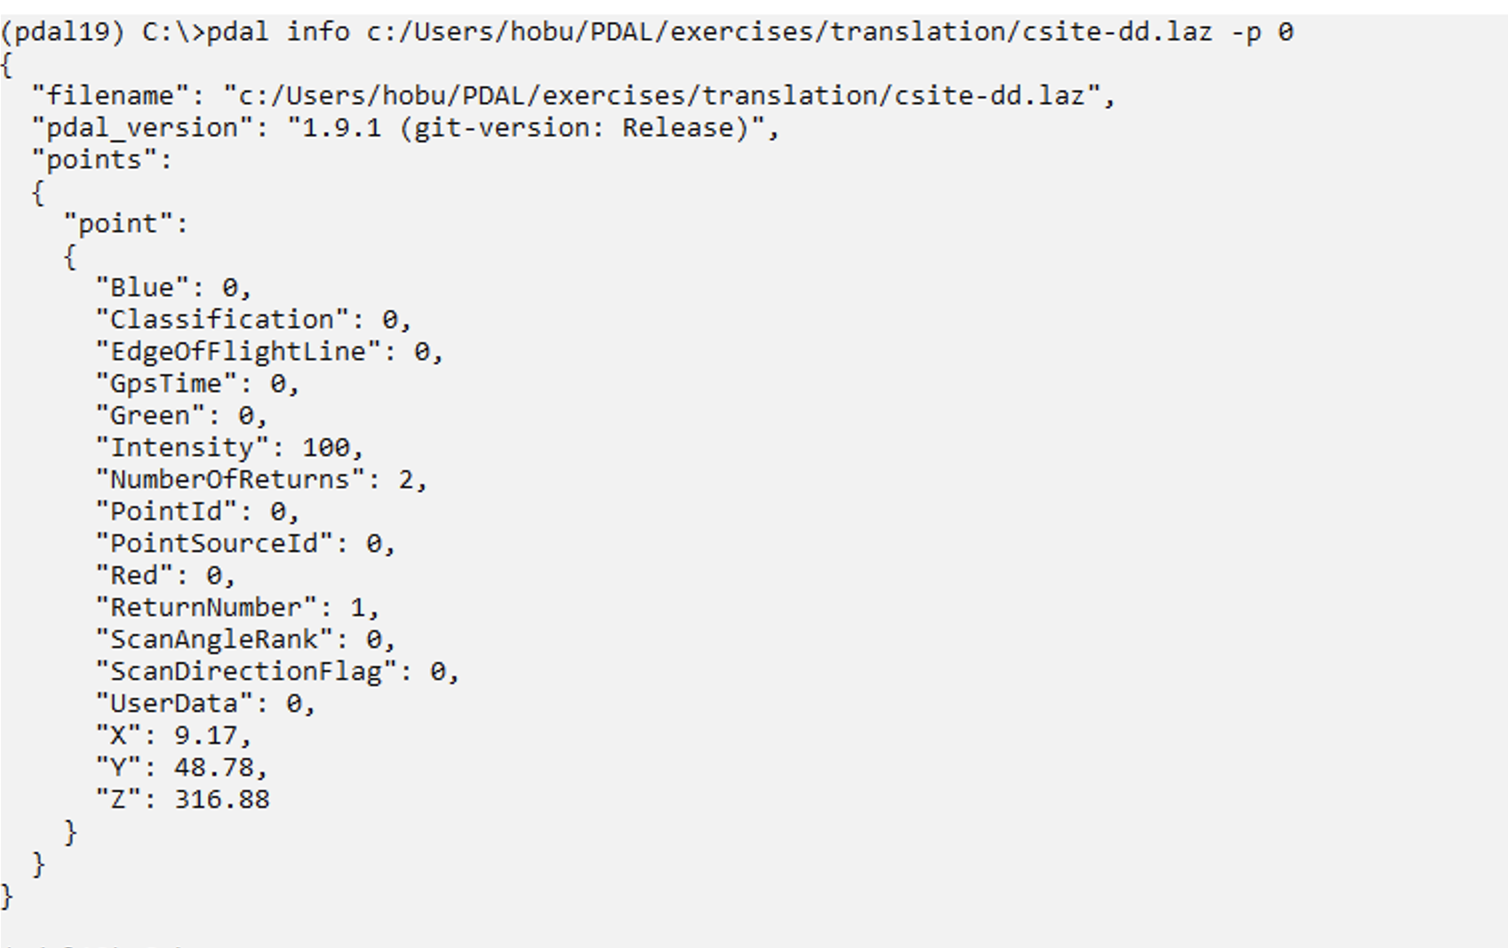 (pdal19) C:\>pdal info c:/Users/hobu/PDAL/exercises/translation/csite-dd.laz -p 0
{
  "filename": "c:/Users/hobu/PDAL/exercises/translation/csite-dd.laz",
  "pdal_version": "1.9.1 (git-version: Release)",
  "points":
  {
    "point":
    {
      "Blue": 0,
      "Classification": 0,
      "EdgeOfFlightLine": 0,
      "GpsTime": 0,
      "Green": 0,
      "Intensity": 100,
      "NumberOfReturns": 2,
      "PointId": 0,
      "PointSourceId": 0,
      "Red": 0,
      "ReturnNumber": 1,
      "ScanAngleRank": 0,
      "ScanDirectionFlag": 0,
      "UserData": 0,
      "X": 9.17,
      "Y": 48.78,
      "Z": 316.88
    }
  }
}